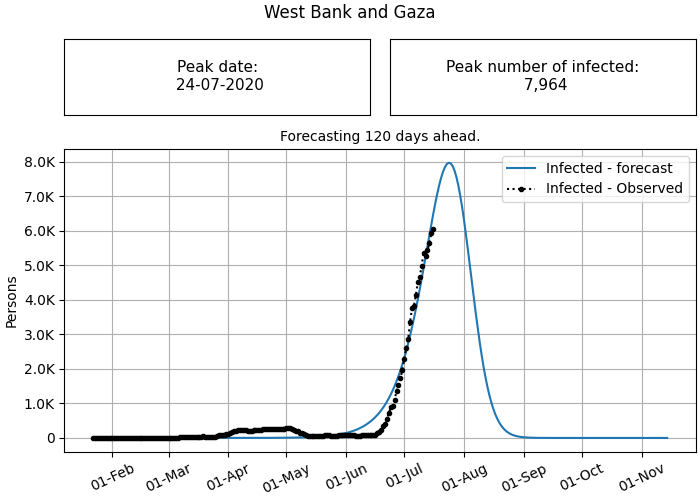 West Bank and Gaza
Peak date:
24-07-2020
Peak number of infected:
7,964
Forecasting 120 days ahead.
Infected - forecast
Infected - Observed
8.0K
7.0K
6.0K
5.0K
4.0K
3.0K
2.0K
1.0K
0
Persons
01-Feb
01-Mar
01-Apr
01-May
01-Jun
01-Jul
01-Aug
01-Sep
01-Oct
01-Nov